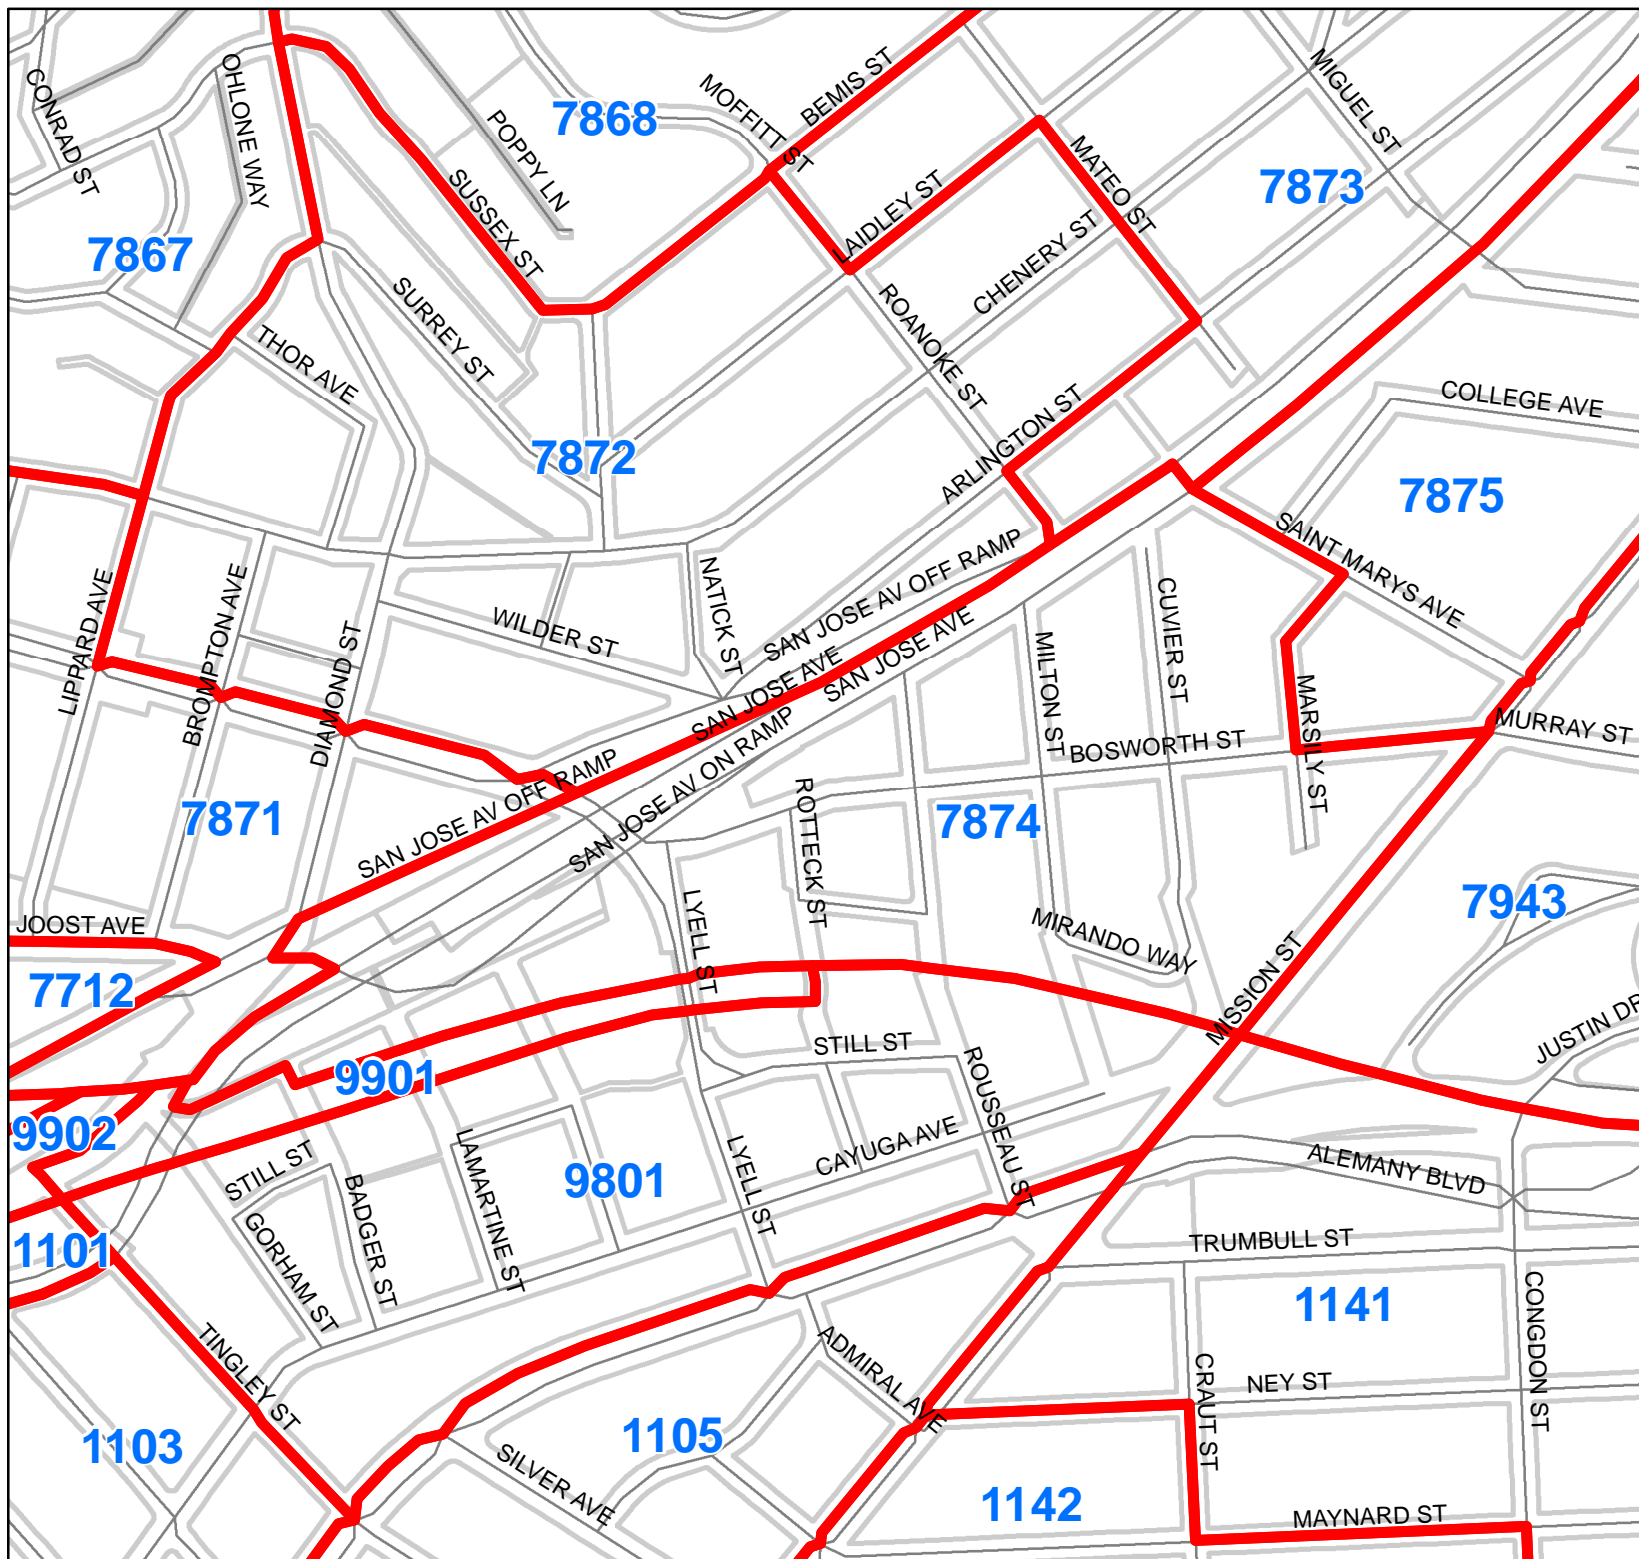 CONRAD ST
OHLONE WAY
POPPY LN
7868
MOFFITT ST
BEMIS ST
MIGUEL ST
MATEO ST
7873
7867
SUSSEX ST
LAIDLEY ST
CHENERY ST
SURREY ST
ROANOKE ST
THOR AVE
COLLEGE AVE
ARLINGTON ST
7872
7875
SAINT MARYS AVE
LIPPARD AVE
BROMPTON AVE
DIAMOND ST
WILDER ST
NATICK ST
SAN JOSE AV OFF RAMP
SAN JOSE AVE
SAN JOSE AVE
CUVIER ST
MILTON ST
MARSILY ST
MURRAY ST
BOSWORTH ST
SAN JOSE AV OFF RAMP
SAN JOSE AV ON RAMP
7871
ROTTECK ST
7874
7943
JOOST AVE
LYELL ST
MIRANDO WAY
MISSION ST
7712
JUSTIN DR
STILL ST
9901
ROUSSEAU ST
9902
STILL ST
LAMARTINE ST
9801
LYELL ST
CAYUGA AVE
ALEMANY BLVD
BADGER ST
GORHAM ST
1101
TRUMBULL ST
1141
CONGDON ST
TINGLEY ST
ADMIRAL AVE
CRAUT ST
NEY ST
1103
SILVER AVE
1105
1142
MAYNARD ST